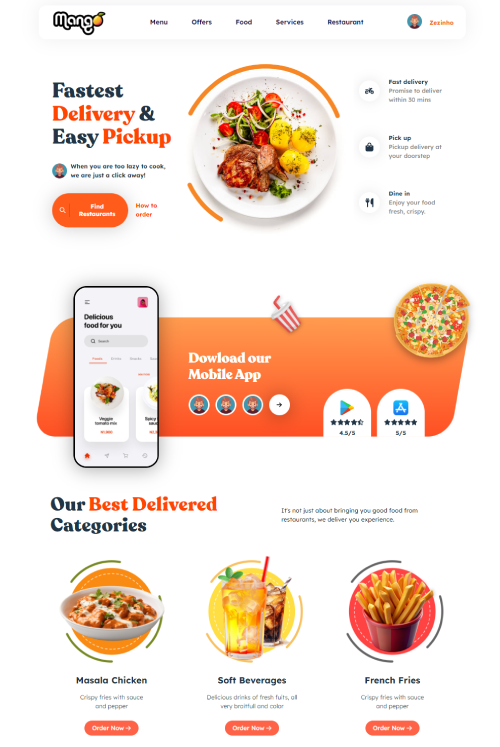 Mango
Menu
Offers
Food
Services
Restaurant
Zezinho
Fastest
Delivery &
Easy Pickup
When you are too lazy to cook,
we are just a click away!
Find
Restaurants
How to
order
Fast delivery
Promise to deliver
within 30 mins
Pick up
Pickup delivery at
your doorstep
Dine in
Enjoy your food
fresh, crispy.
Delicious
food for you
Search
Foods
Drinks
Snacks
Veggie
tomato mix
Spicy
Dowload our
Mobile App
4.5/5
5/5
Our Best Delivered
Categories
It's not just about bringing you good food from
restaurants, we deliver you experience.
Masala Chicken
Crispy fries with sauce
and pepper
Order Now →
Soft Beverages
Delicious drinks of fresh fuits, all
very broitfull and color
Order Now →
French Fries
Crispy fries with sauce
and pepper
Order Now →